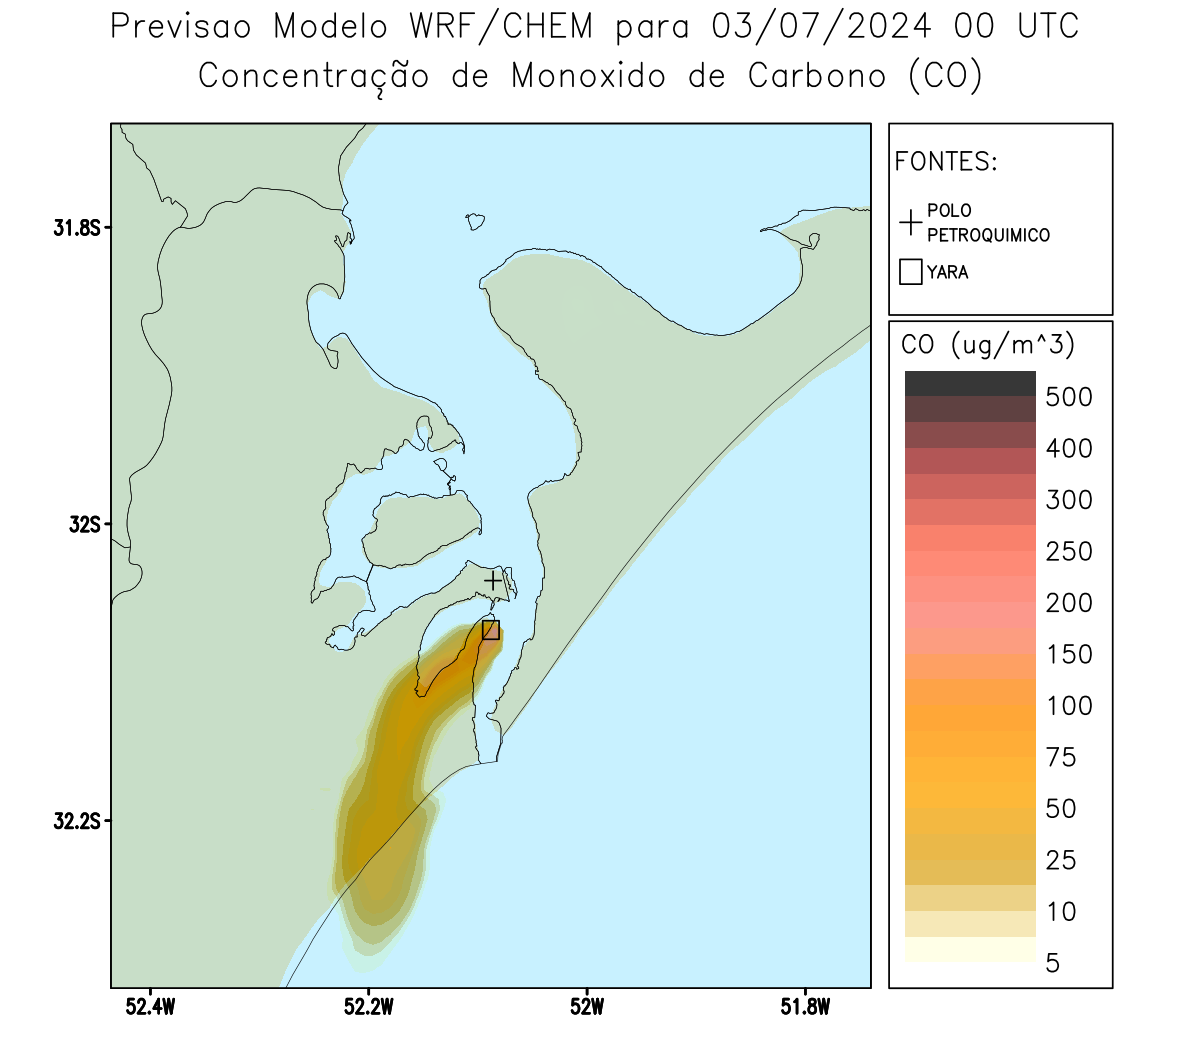 Previsao Modelo WRF/CHEM para 03/07/2024 00 UTC
Concentração de Monoxido de Carbono (CO)
FONTES:
POLO
PETROQUIMICO
YARA
CO (ug/m^3)
500
400
300
250
200
150
100
75
50
25
10
5
31.8S
32S
32.2S
52.4W
52.2W
52W
51.8W